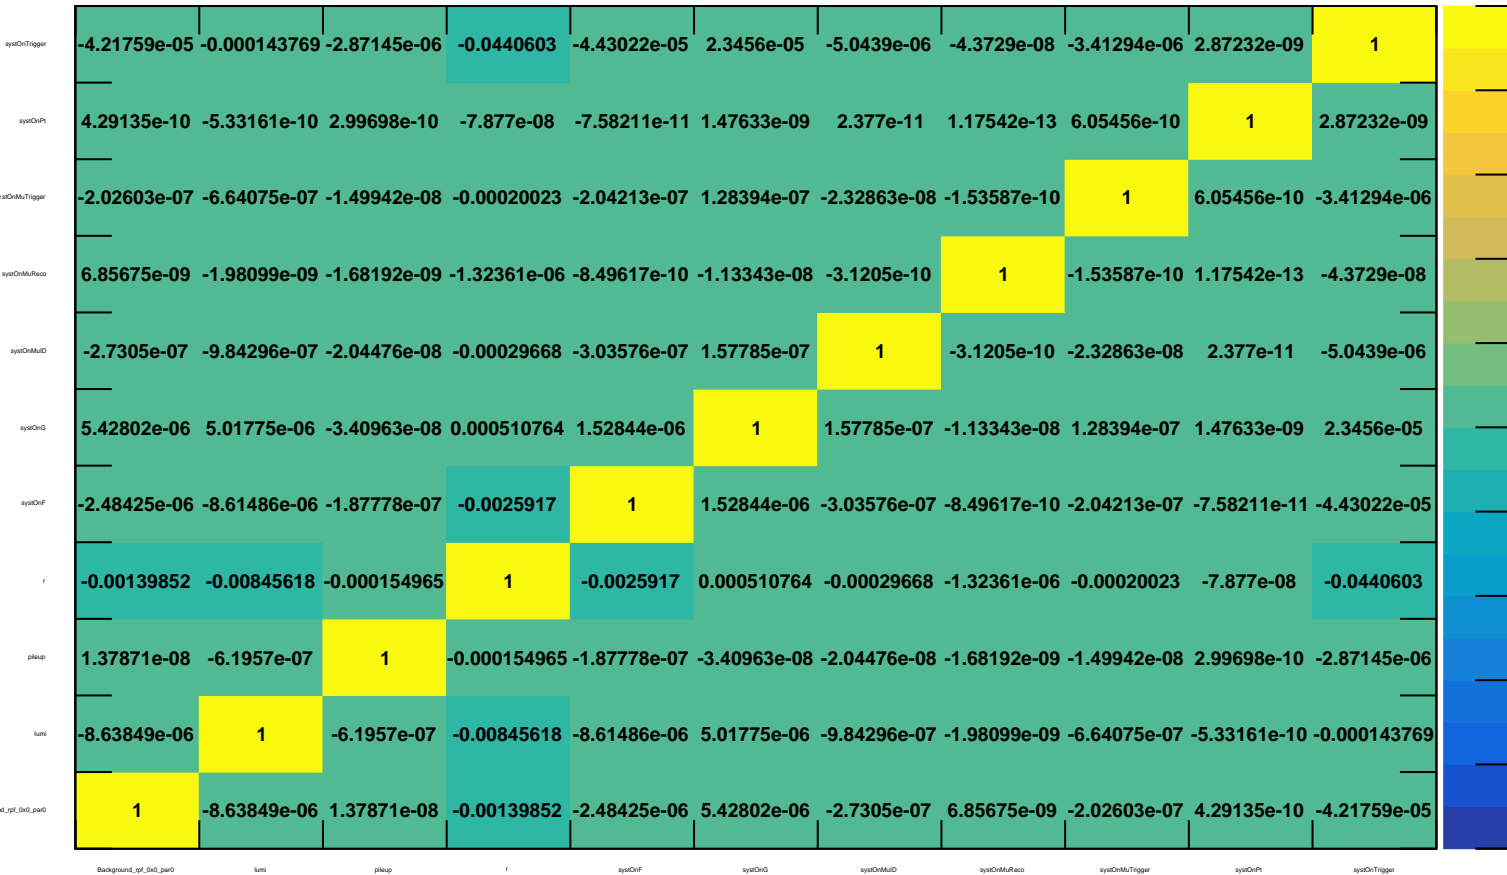 systOnTrigger -4.21759e-05 -0.000143769 -2.87145e-06 -0.0440603 -4.43022e-05 2.3456e-05 -5.0439e-06 -4.3729e-08 -3.41294e-06 2.87232e-09 1
systOnPt 4.29135e-10 -5.33161e-10 2.99698e-10 -7.877e-08 -7.58211e-11 1.47633e-09 2.377e-11 1.17542e-13 6.05456e-10 1 2.87232e-09
rstOnMuTrigger -2.02603e-07 -6.64075e-07 -1.49942e-08 -0.00020023 -2.04213e-07 1.28394e-07 -2.32863e-08 -1.53587e-10 1 6.05456e-10 -3.41294e-06
systOnMuReco 6.85675e-09 -1.98099e-09 -1.68192e-09 -1.32361e-06 -8.49617e-10 -1.13343e-08 -3.1205e-10 1 -1.53587e-10 1.17542e-13 -4.3729e-08
systOnMuID -2.7305e-07 -9.84296e-07 -2.04476e-08 -0.00029668 -3.03576e-07 1.57785e-07 1 -3.1205e-10 -2.32863e-08 2.377e-11 -5.0439e-06
systOnG 5.42802e-06 5.01775e-06 -3.40963e-08 0.000510764 1.52844e-06 1 1.57785e-07 -1.13343e-08 1.28394e-07 1.47633e-09 2.3456e-05
systOnF -2.48425e-06 -8.61486e-06 -1.87778e-07 -0.0025917 1 1.52844e-06 -3.03576e-07 -8.49617e-10 -2.04213e-07 -7.58211e-11 -4.43022e-05
r -0.00139852 -0.00845618 -0.000154965 1 -0.0025917 0.000510764 -0.00029668 -1.32361e-06 -0.00020023 -7.877e-08 -0.0440603
pileup 1.37871e-08 -6.1957e-07 1 -0.000154965 -1.87778e-07 -3.40963e-08 -2.04476e-08 -1.68192e-09 -1.49942e-08 2.99698e-10 -2.87145e-06
lumi -8.63849e-06 1 -6.1957e-07 -0.00845618 -8.61486e-06 5.01775e-06 -9.84296e-07 -1.98099e-09 -6.64075e-07 -5.33161e-10 -0.000143769
d_rpf_0x0_par0 1 -8.63849e-06 1.37871e-08 -0.00139852 -2.48425e-06 5.42802e-06 -2.7305e-07 6.85675e-09 -2.02603e-07 4.29135e-10 -4.21759e-05
Background_rpf_0x0_par0 lumi pileup r systOnF systOnG systOnMuID systOnMuReco systOnMuTrigger systOnPt systOnTrigger